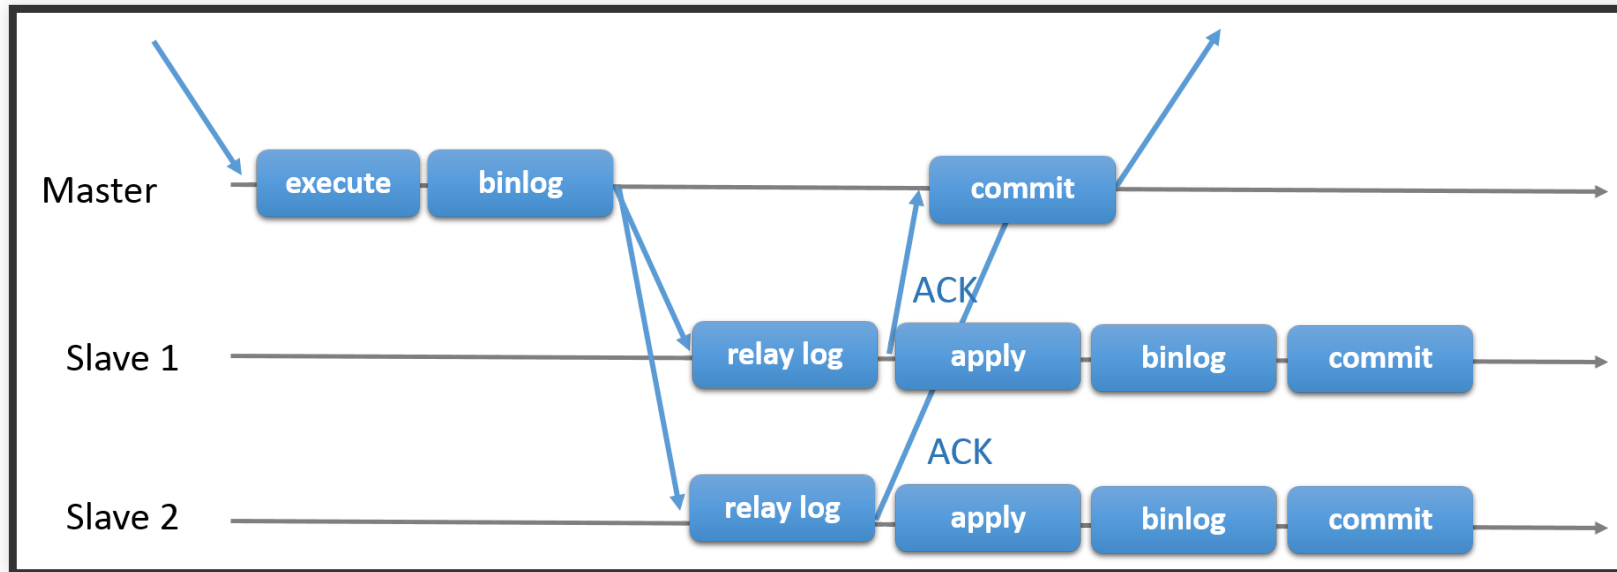 Master execute binlog commit
ACK
Slave 1 relay log apply binlog commit
ACK
Slave 2 relay log apply binlog commit